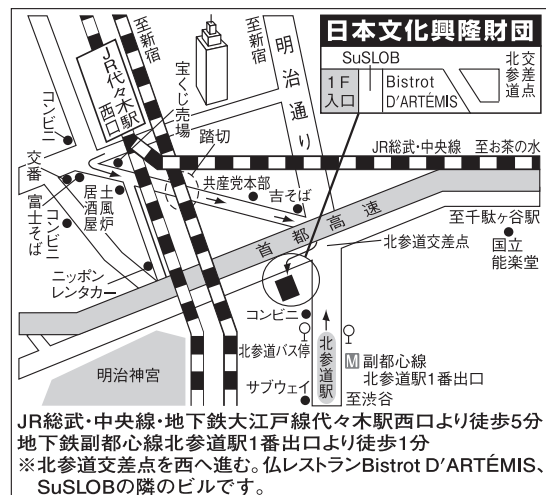 日本文化興隆財団
SuSLOB
1F入口
Bistrot D'ARTÉMIS
北参道交差点
至新宿
至新宿
明治通り
JR代々木駅
西口
宝くじ売場
踏切
コンビニ
交番
富士そば
コンビニ
居酒屋
土風炉
共産党本部
吉そば
JR総武・中央線 至お茶の水
首都高速
至千駄ヶ谷駅
国立能楽堂
北参道交差点
ニッポンレンタカー
コンビニ
北参道バス停
北参道駅
サブウェイ
明治神宮
M 副都心線
北参道駅1番出口
至渋谷
JR総武・中央線・地下鉄大江戸線代々木駅西口より徒歩5分
地下鉄副都心線北参道駅1番出口より徒歩1分
※北参道交差点を西へ進む。仏レストランBistrot D'ARTÉMIS、
SuSLOBの隣のビルです。